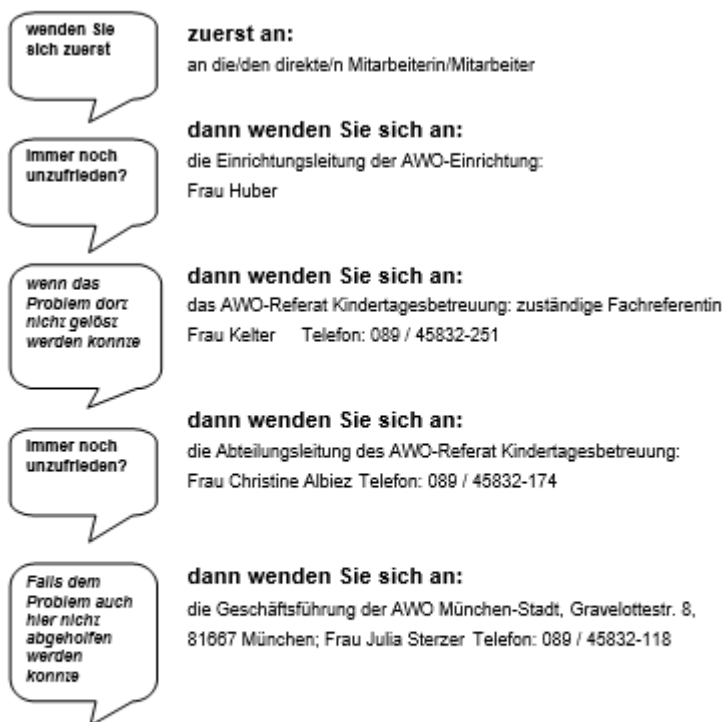 wenden Sie
sich zuerst
zuerst an:
an die/den direkte/n Mitarbeiterin/Mitarbeiter
Immer noch
unzufrieden?
dann wenden Sie sich an:
die Einrichtungsleitung der AWO-Einrichtung:
Frau Huber
wenn das
Problem dort
nicht gelöst
werden konnte
dann wenden Sie sich an:
das AWO-Referat Kindertagesbetreuung: zuständige Fachreferentin
Frau Kelter Telefon: 089 / 45832-251
Immer noch
unzufrieden?
dann wenden Sie sich an:
die Abteilungsleitung des AWO-Referat Kindertagesbetreuung:
Frau Christine Albiez Telefon: 089 / 45832-174
Falls dem
Problem auch
hier nicht
abgeholfen
werden
konnte
dann wenden Sie sich an:
die Geschäftsführung der AWO München-Stadt, Gravelottestr. 8,
81667 München; Frau Julia Sterzer Telefon: 089 / 45832-118